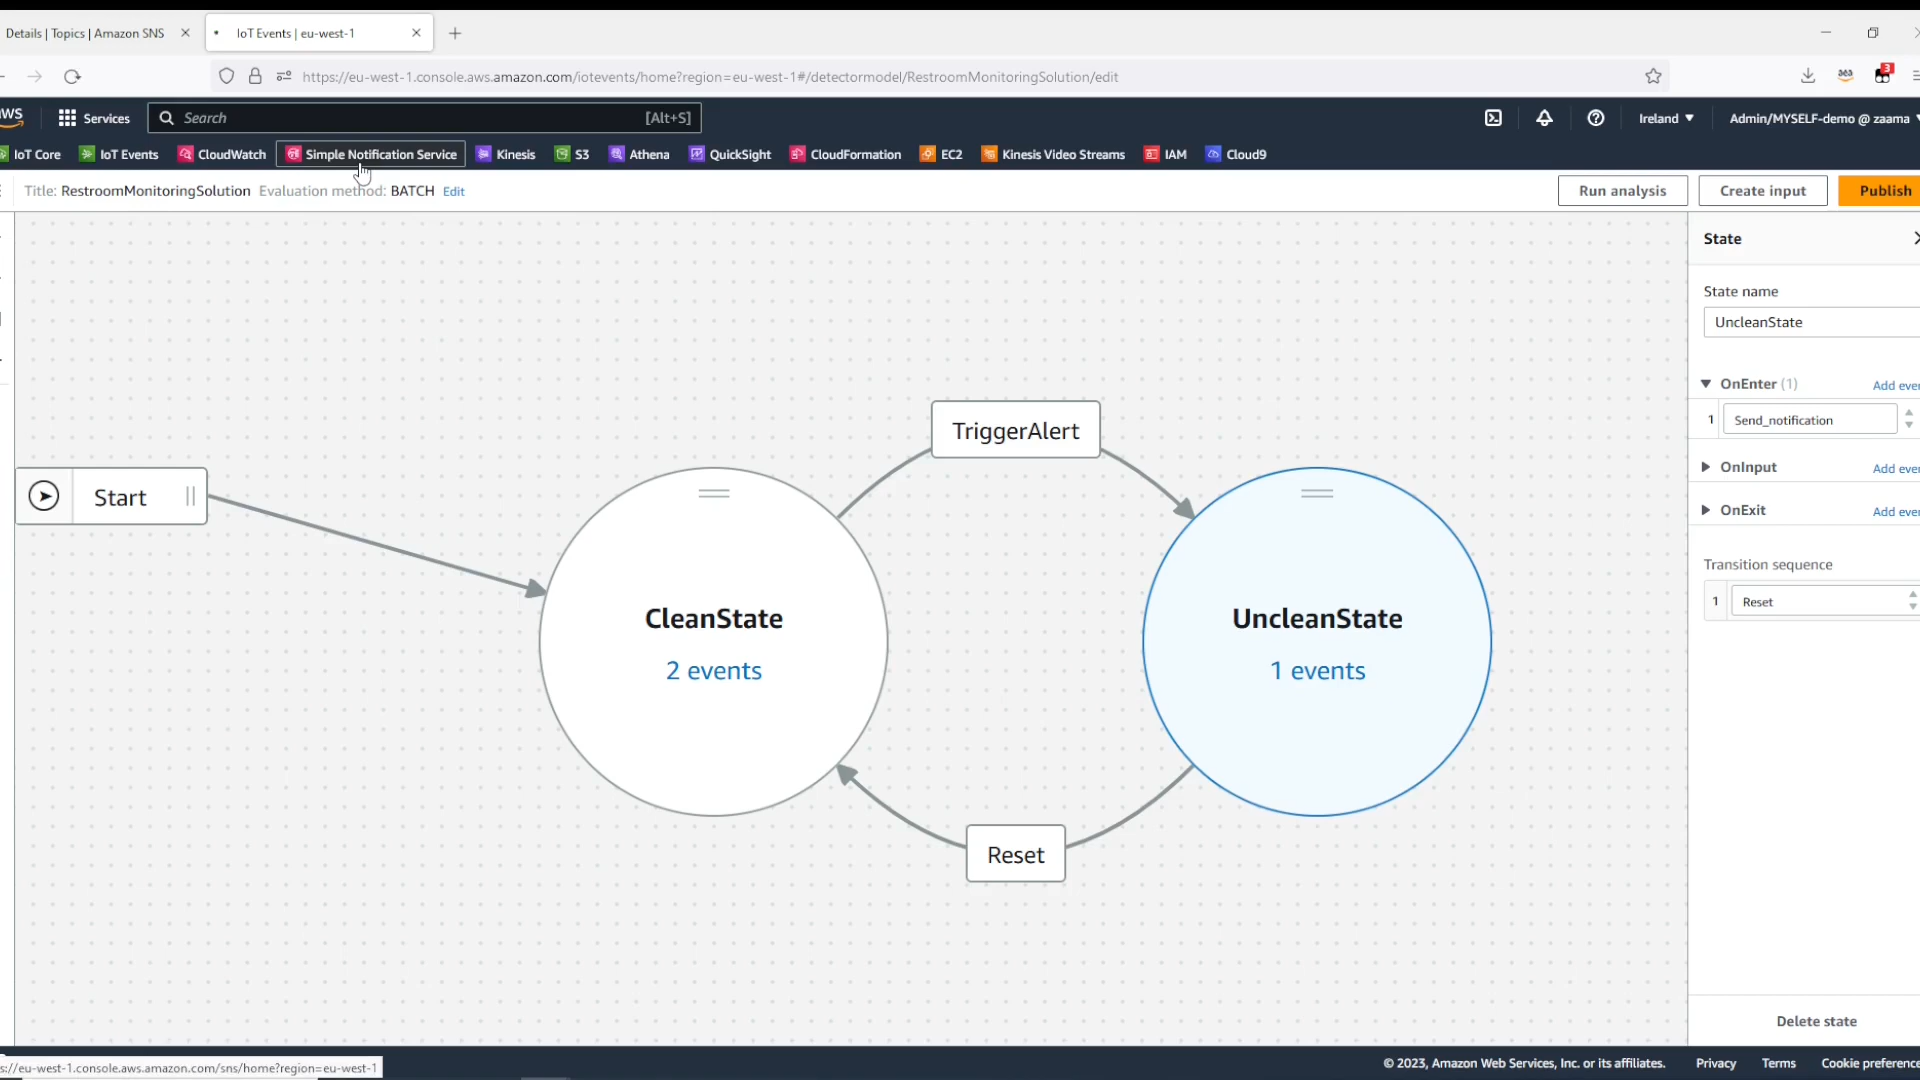 Details | Topics | Amazon SNS
IoT Events | eu-west-1
https://eu-west-1.console.aws.amazon.com/iotevents/home?region=eu-west-1#/detectormodel/RestroomMonitoringSolution/edit
3
aws
Services
Search
[Alt+S]
Ireland
Admin/MYSELF-demo @ zaama
IoT Core
IoT Events
CloudWatch
Simple Notification Service
Kinesis
S3
Athena
QuickSight
CloudFormation
EC2
Kinesis Video Streams
IAM
Cloud9
Title: RestroomMonitoringSolution Evaluation method: BATCH Edit
Run analysis
Create input
Publish
State
State name
UncleanState
OnEnter (1)
Add eve
1
Send_notification
OnInput
Add eve
OnExit
Add eve
Transition sequence
1
Reset
Start
TriggerAlert
CleanState
2 events
UncleanState
1 events
Reset
Delete state
s://eu-west-1.console.aws.amazon.com/sns/home?region=eu-west-1
© 2023, Amazon Web Services, Inc. or its affiliates.
Privacy
Terms
Cookie preference